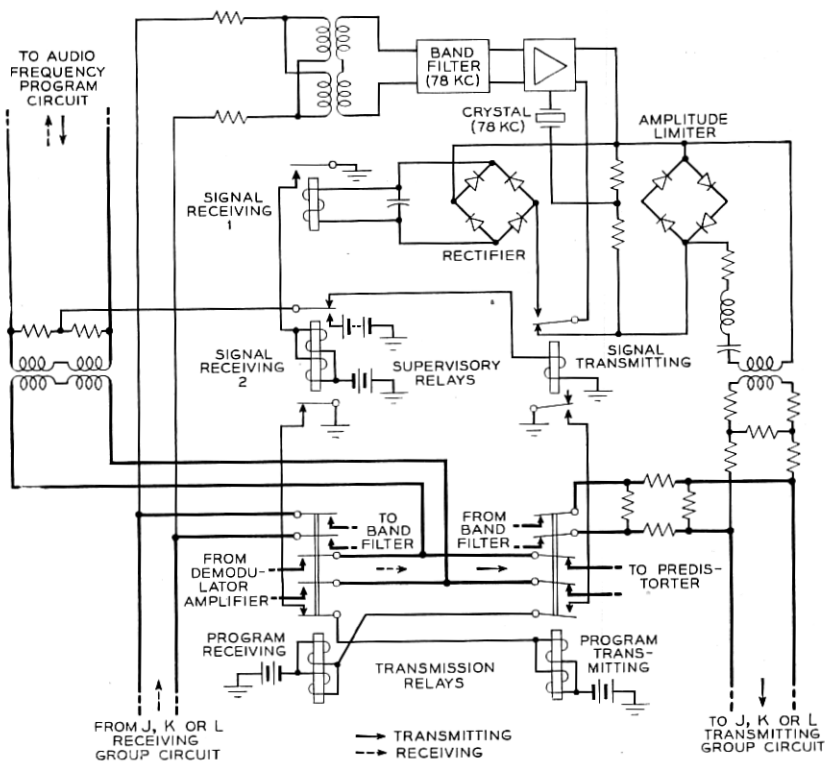 TO AUDIO
FREQUENCY
PROGRAM
CIRCUIT
BAND
FILTER
(78 KC)
CRYSTAL
(78 KC)
AMPLITUDE
LIMITER
SIGNAL
RECEIVING
1
RECTIFIER
SIGNAL
RECEIVING
2
SUPERVISORY
RELAYS
SIGNAL
TRANSMITTING
TO
BAND
FILTER
FROM
BAND
FILTER
FROM
DEMODU-
LATOR
AMPLIFIER
TO PREDIS-
TORTER
PROGRAM
RECEIVING
TRANSMISSION
RELAYS
PROGRAM
TRANS-
MITTING
FROM J, K OR L
RECEIVING
GROUP CIRCUIT
TRANSMITTING
RECEIVING
TO J, K OR L
TRANSMITTING
GROUP CIRCUIT